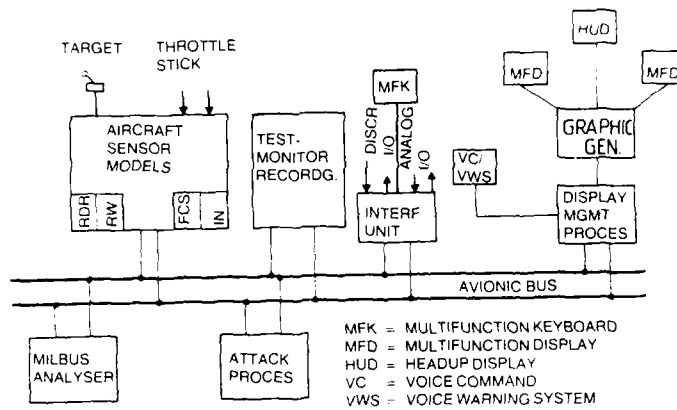 TARGET
THROTTLE
STICK
AIRCRAFT
SENSOR
MODELS
RDR
RW
FCS
IN
TEST-
MONITOR
RECORDG.
MFK
DISCR
I/O
ANALOG
I/O
INTERF
UNIT
HUD
MFD
MFD
GRAPHIC
GEN.
VC/
VWS
DISPLAY
MGMT
PROCES
AVIONIC BUS
MILBUS
ANALYSER
ATTACK
PROCES
MFK = MULTIFUNCTION KEYBOARD
MFD = MULTIFUNCTION DISPLAY
HUD = HEADUP DISPLAY
VC = VOICE COMMAND
VWS = VOICE WARNING SYSTEM